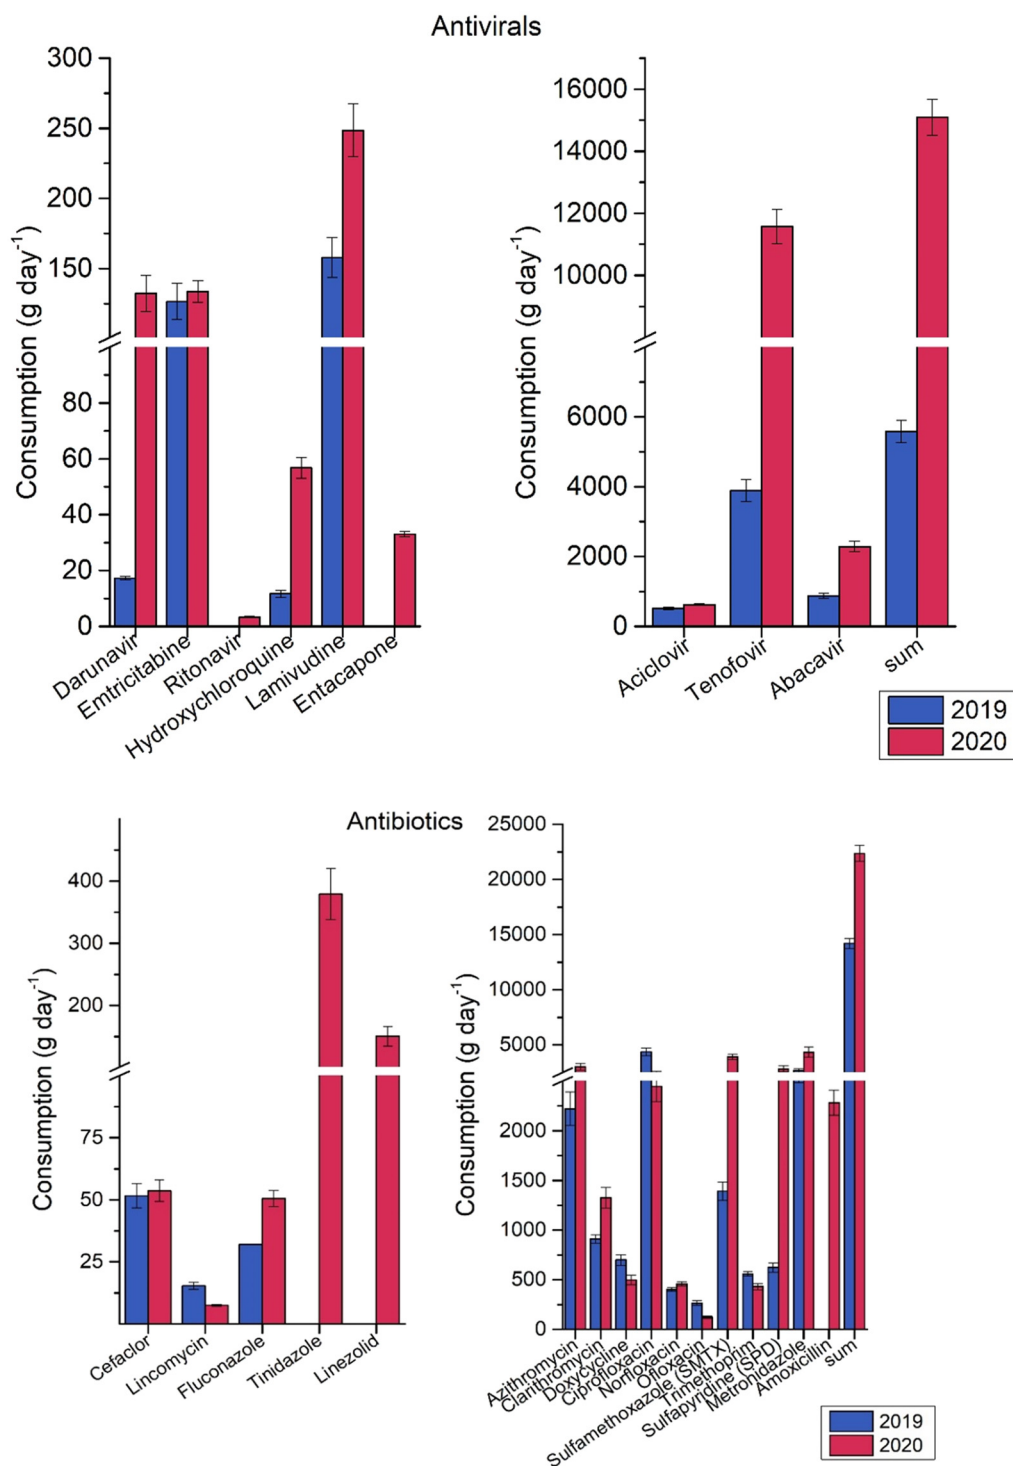 Antivirals
300
250
200
150
80
60
40
20
0
Consumption (g day⁻¹)
Darunavir
Emtricitabine
Ritonavir
Hydroxychloroquine
Lamivudine
Entacapone
16000
14000
12000
10000
6000
4000
2000
0
Consumption (g day⁻¹)
Aciclovir
Tenofovir
Abacavir
sum
2019
2020
Antibiotics
400
300
200
75
50
25
Consumption (g day⁻¹)
Cefaclor
Lincomycin
Fluconazole
Tinidazole
Linezolid
25000
20000
15000
10000
5000
2000
1500
1000
500
0
Consumption (g day⁻¹)
Azithromycin
Clarithromycin
Doxycycline
Ciprofloxacin
Norfloxacin
Ofloxacin
Sulfamethoxazole (SMTX)
Trimethoprim
Sulfapyridine (SPD)
Metrohidazole
Amoxicillin
sum
2019
2020